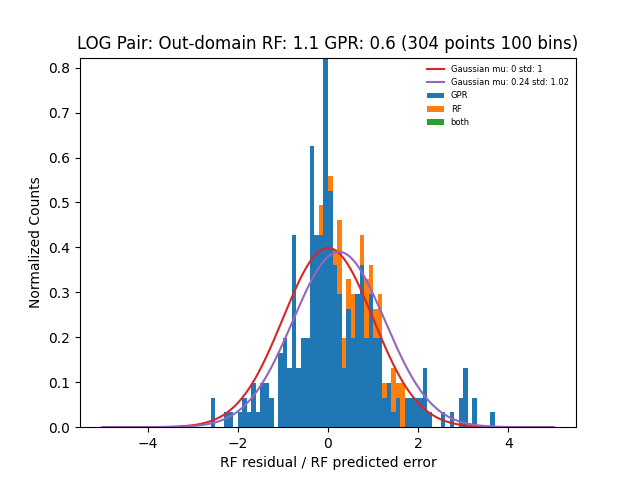 LOG Pair: Out-domain RF: 1.1 GPR: 0.6 (304 points 100 bins)
Gaussian mu: 0 std: 1
Gaussian mu: 0.24 std: 1.02
GPR
RF
both
Normalized Counts
0.8
0.7
0.6
0.5
0.4
0.3
0.2
0.1
0.0
−4
−2
0
2
4
RF residual / RF predicted error